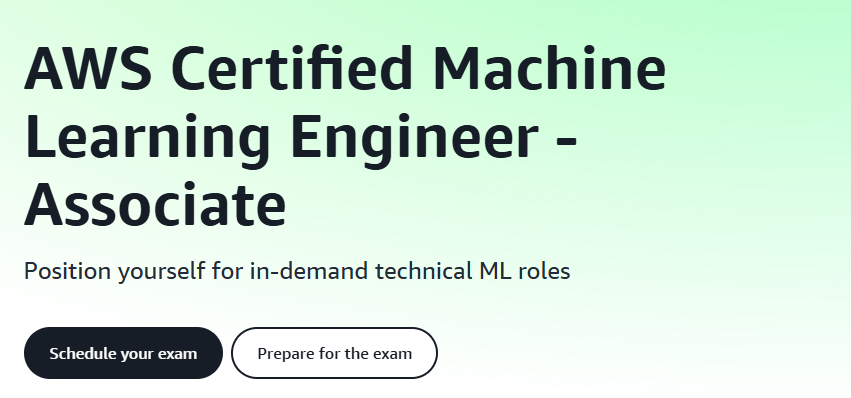 AWS Certified Machine
Learning Engineer -
Associate
Position yourself for in-demand technical ML roles
Schedule your exam
Prepare for the exam